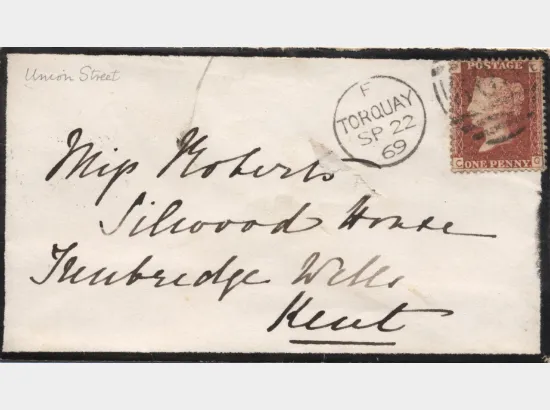 Union Street
F
TORQUAY
SP 22
69
C POSTAGE C
C ONE PENNY C
Miſs Roberts
Silwood House
Tunbridge Wells
Kent